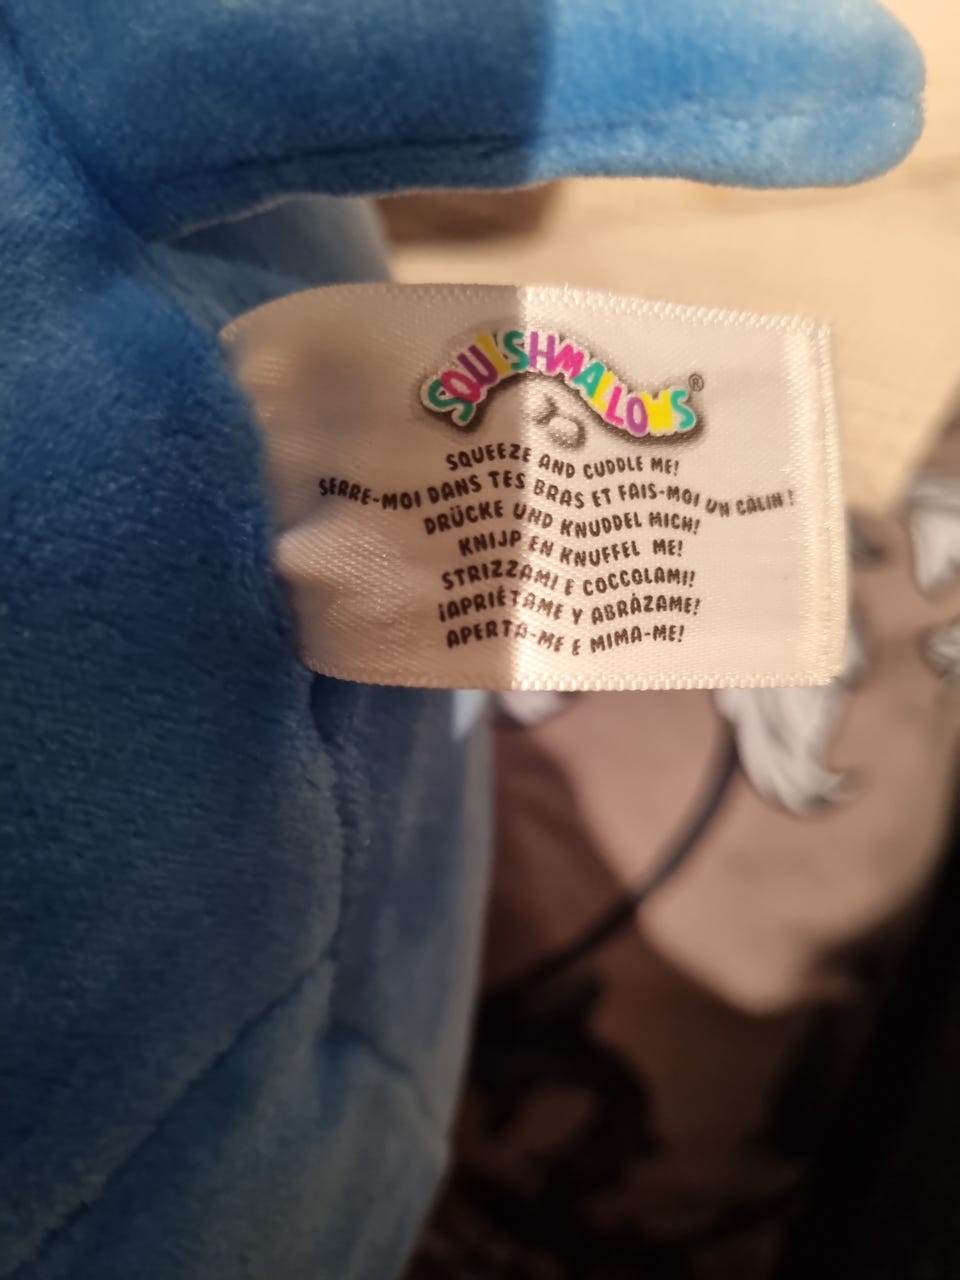 SQUISHMALLOWS®
SQUEEZE AND CUDDLE ME!
SERRE-MOI DANS TES BRAS ET FAIS-MOI UN CÂLIN !
DRÜCKE UND KNUDDEL MICH!
KNIJP EN KNUFFEL ME!
STRIZZAMI E COCCOLAMI!
¡APRIÉTAME Y ABRÁZAME!
APERTA-ME E MIMA-ME!